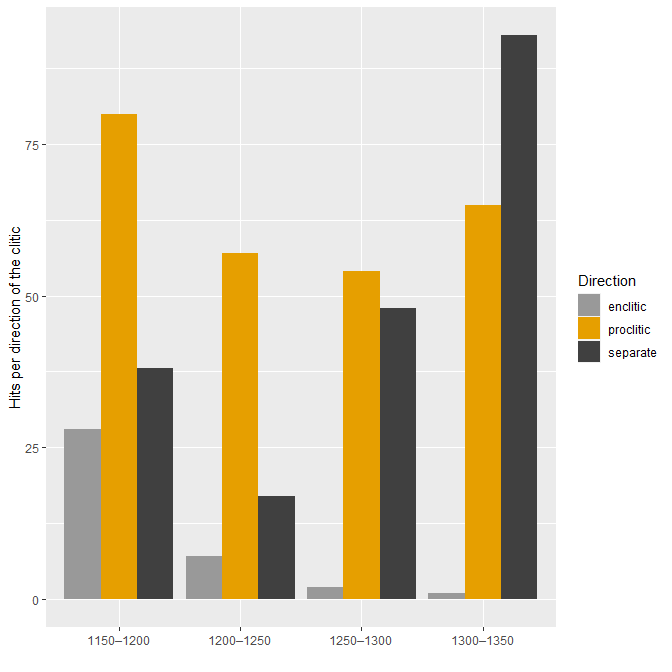 Hits per direction of the clitic
75
50
25
0
1150–1200
1200–1250
1250–1300
1300–1350
Direction
enclitic
proclitic
separate